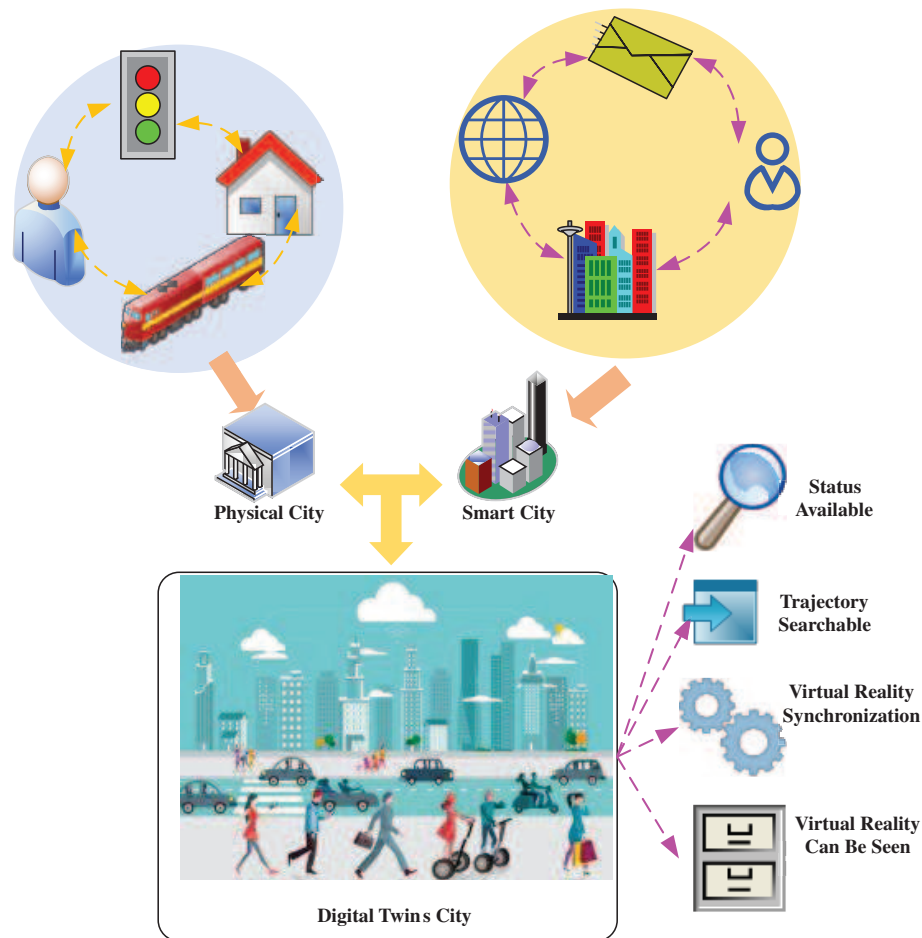 Physical City
Smart City
Status
Available
Trajectory
Searchable
Virtual Reality
Synchronization
Virtual Reality
Can Be Seen
Digital Twins City